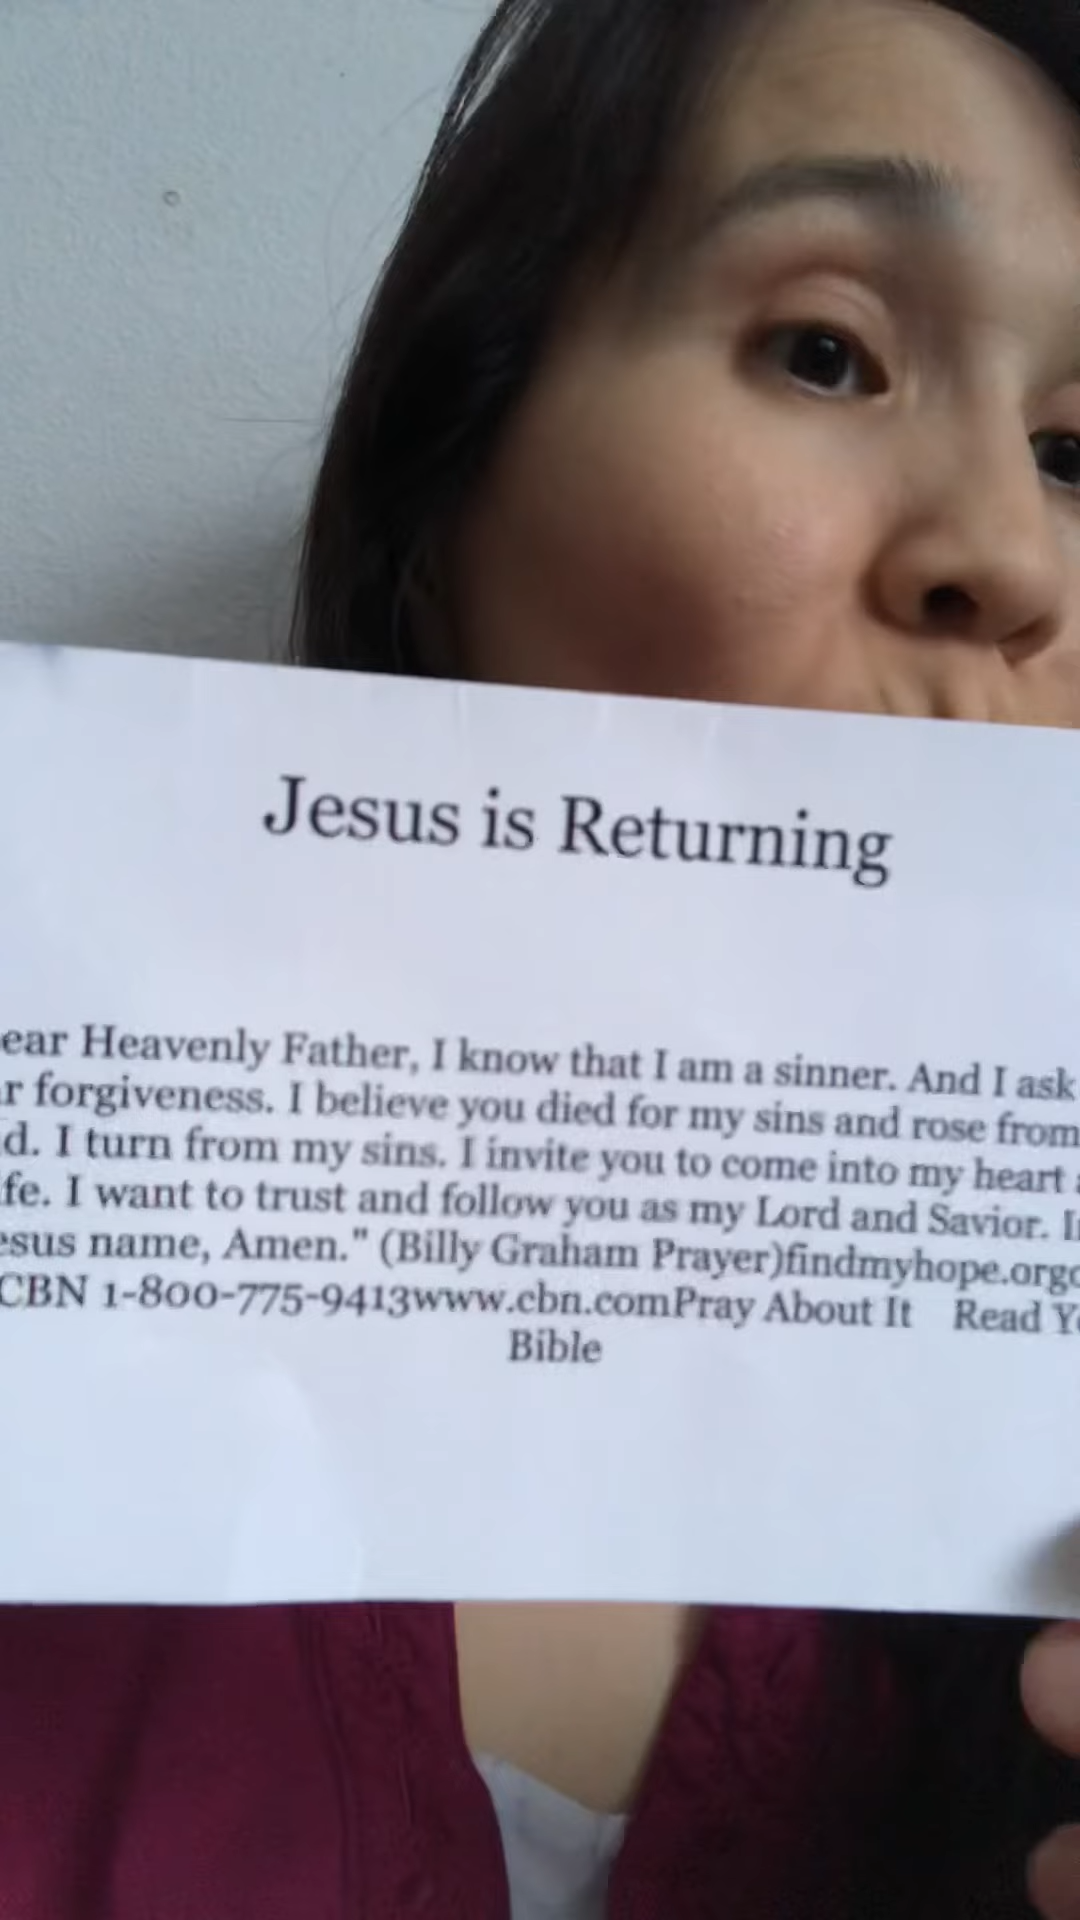 Jesus is Returning
ear Heavenly Father, I know that I am a sinner. And I ask
r forgiveness. I believe you died for my sins and rose from
d. I turn from my sins. I invite you to come into my heart
fe. I want to trust and follow you as my Lord and Savior. I
esus name, Amen." (Billy Graham Prayer)findmyhope.org
CBN 1-800-775-9413www.cbn.comPray About It Read Y
Bible